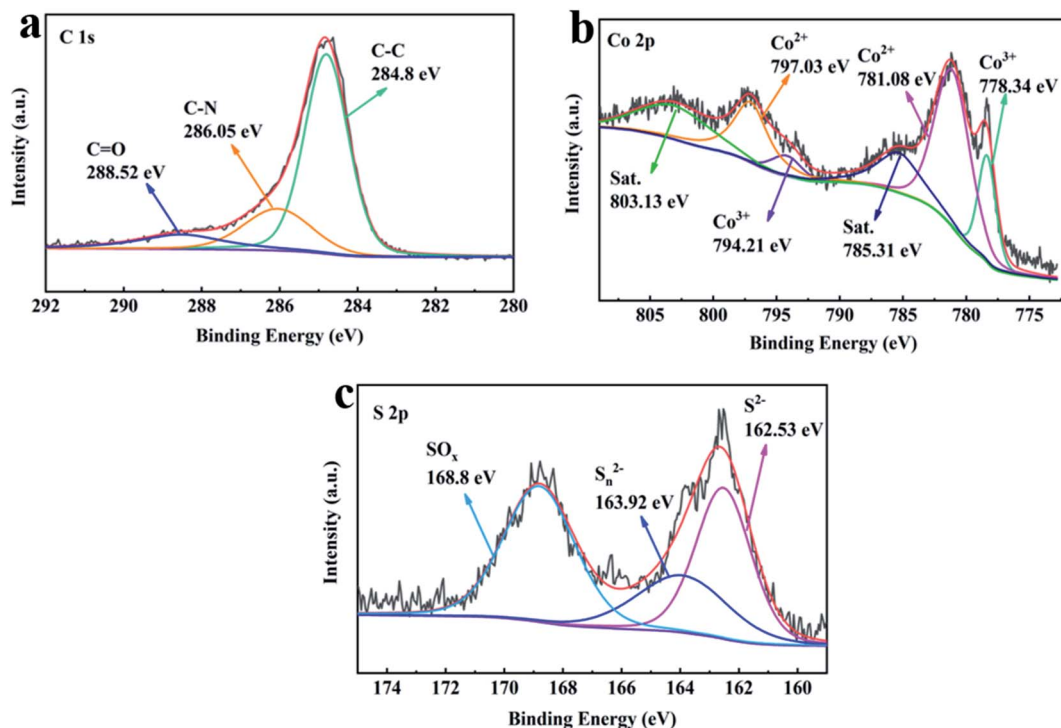 a
C 1s
C-C
284.8 eV
C-N
286.05 eV
C=O
288.52 eV
Intensity (a.u.)
292 290 288 286 284 282 280
Binding Energy (eV)
b
Co 2p
Co²⁺
797.03 eV
Co²⁺
781.08 eV
Co³⁺
778.34 eV
Sat.
803.13 eV
Co³⁺
794.21 eV
Sat.
785.31 eV
Intensity (a.u.)
805 800 795 790 785 780 775
Binding Energy (eV)
c
S 2p
SOₓ
168.8 eV
Sₙ²⁻
163.92 eV
S²⁻
162.53 eV
Intensity (a.u.)
174 172 170 168 166 164 162 160
Binding Energy (eV)